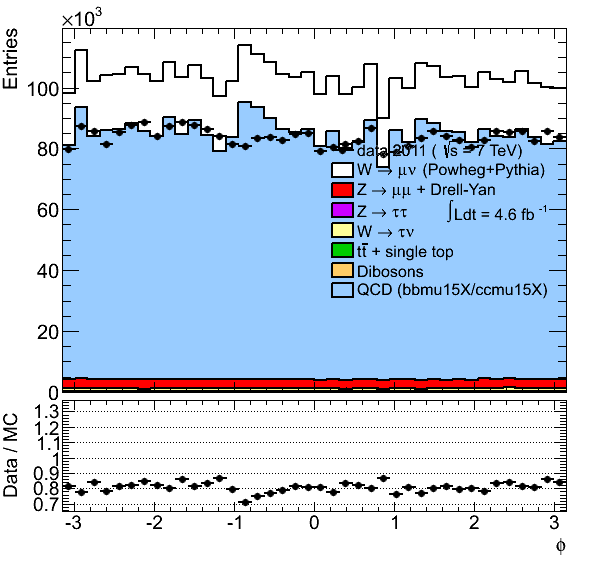 ×10³
Entries
100
80
60
40
20
0
data 2011 ( √s = 7 TeV)
W → μν (Powheg+Pythia)
Z → μμ + Drell-Yan
Z → ττ
∫Ldt = 4.6 fb⁻¹
W → τν
tt̅ + single top
Dibosons
QCD (bbmu15X/ccmu15X)
Data / MC
1.3
1.2
1.1
1
0.9
0.8
0.7
-3 -2 -1 0 1 2 3
ϕ